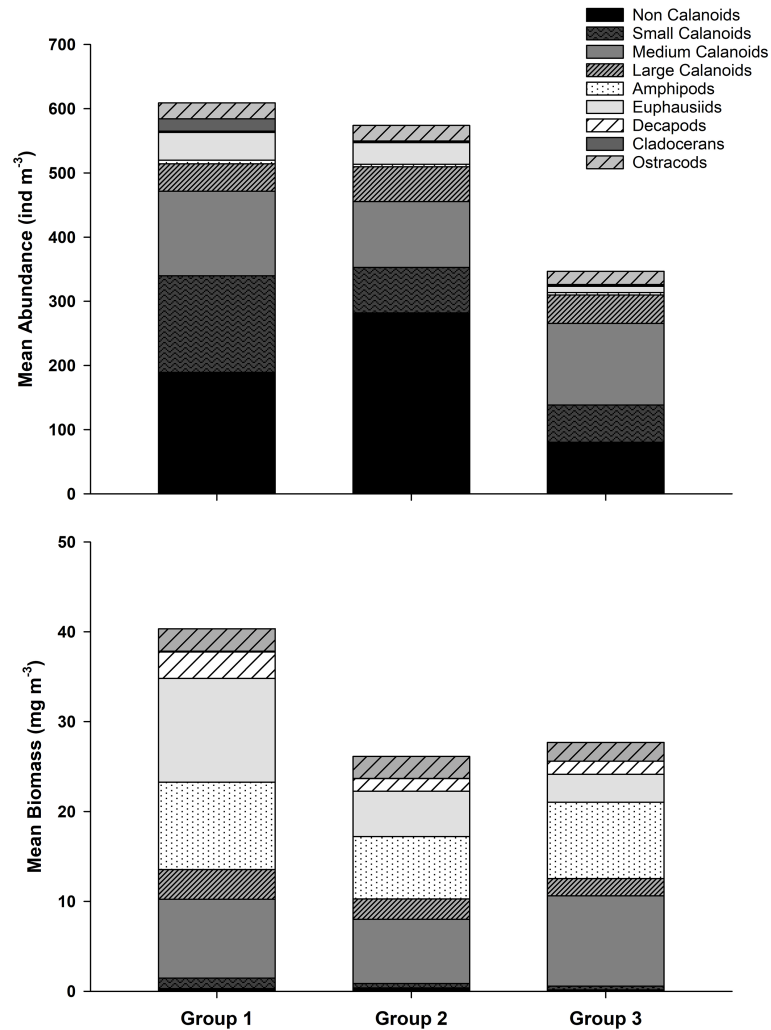 Non Calanoids
Small Calanoids
Medium Calanoids
Large Calanoids
Amphipods
Euphausiids
Decapods
Cladocerans
Ostracods
Mean Abundance (ind m-3)
700
600
500
400
300
200
100
0
Mean Biomass (mg m-3)
50
40
30
20
10
0
Group 1
Group 2
Group 3